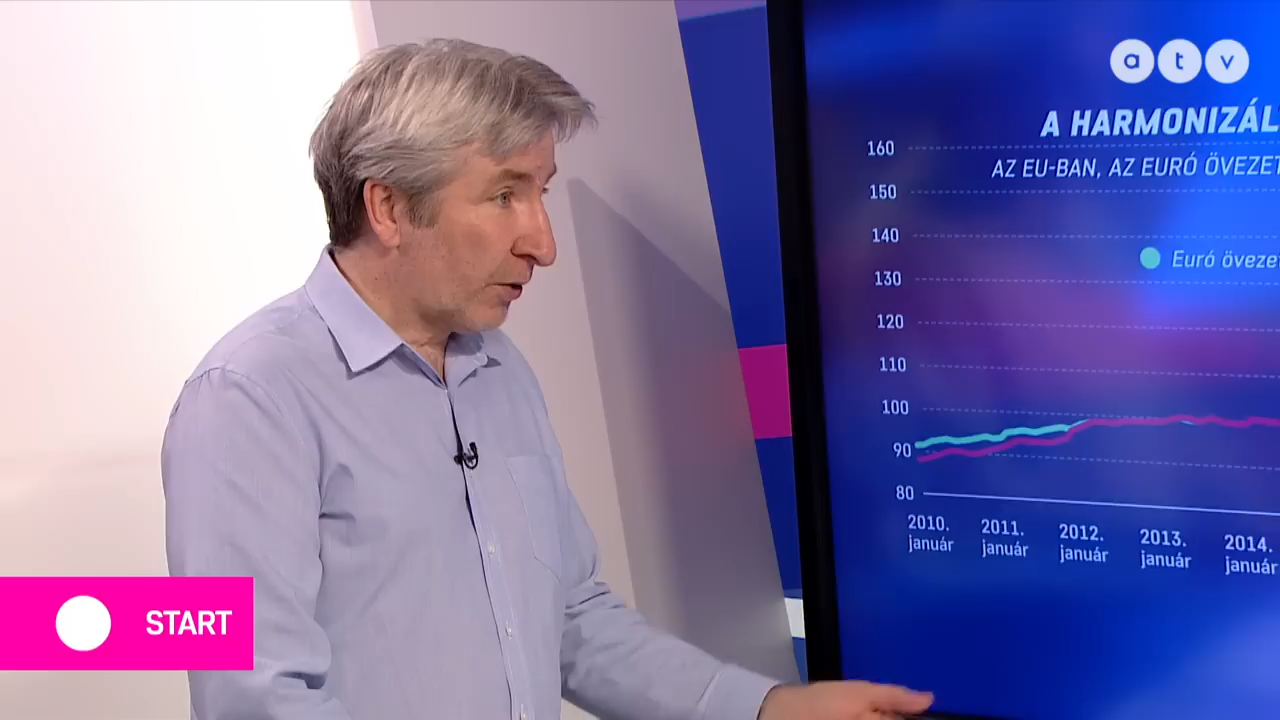 atv
A HARMONIZÁL
AZ EU-BAN, AZ EURÓ ÖVEZET
Euró övezet
160
150
140
130
120
110
100
90
80
2010. január
2011. január
2012. január
2013. január
2014. január
START